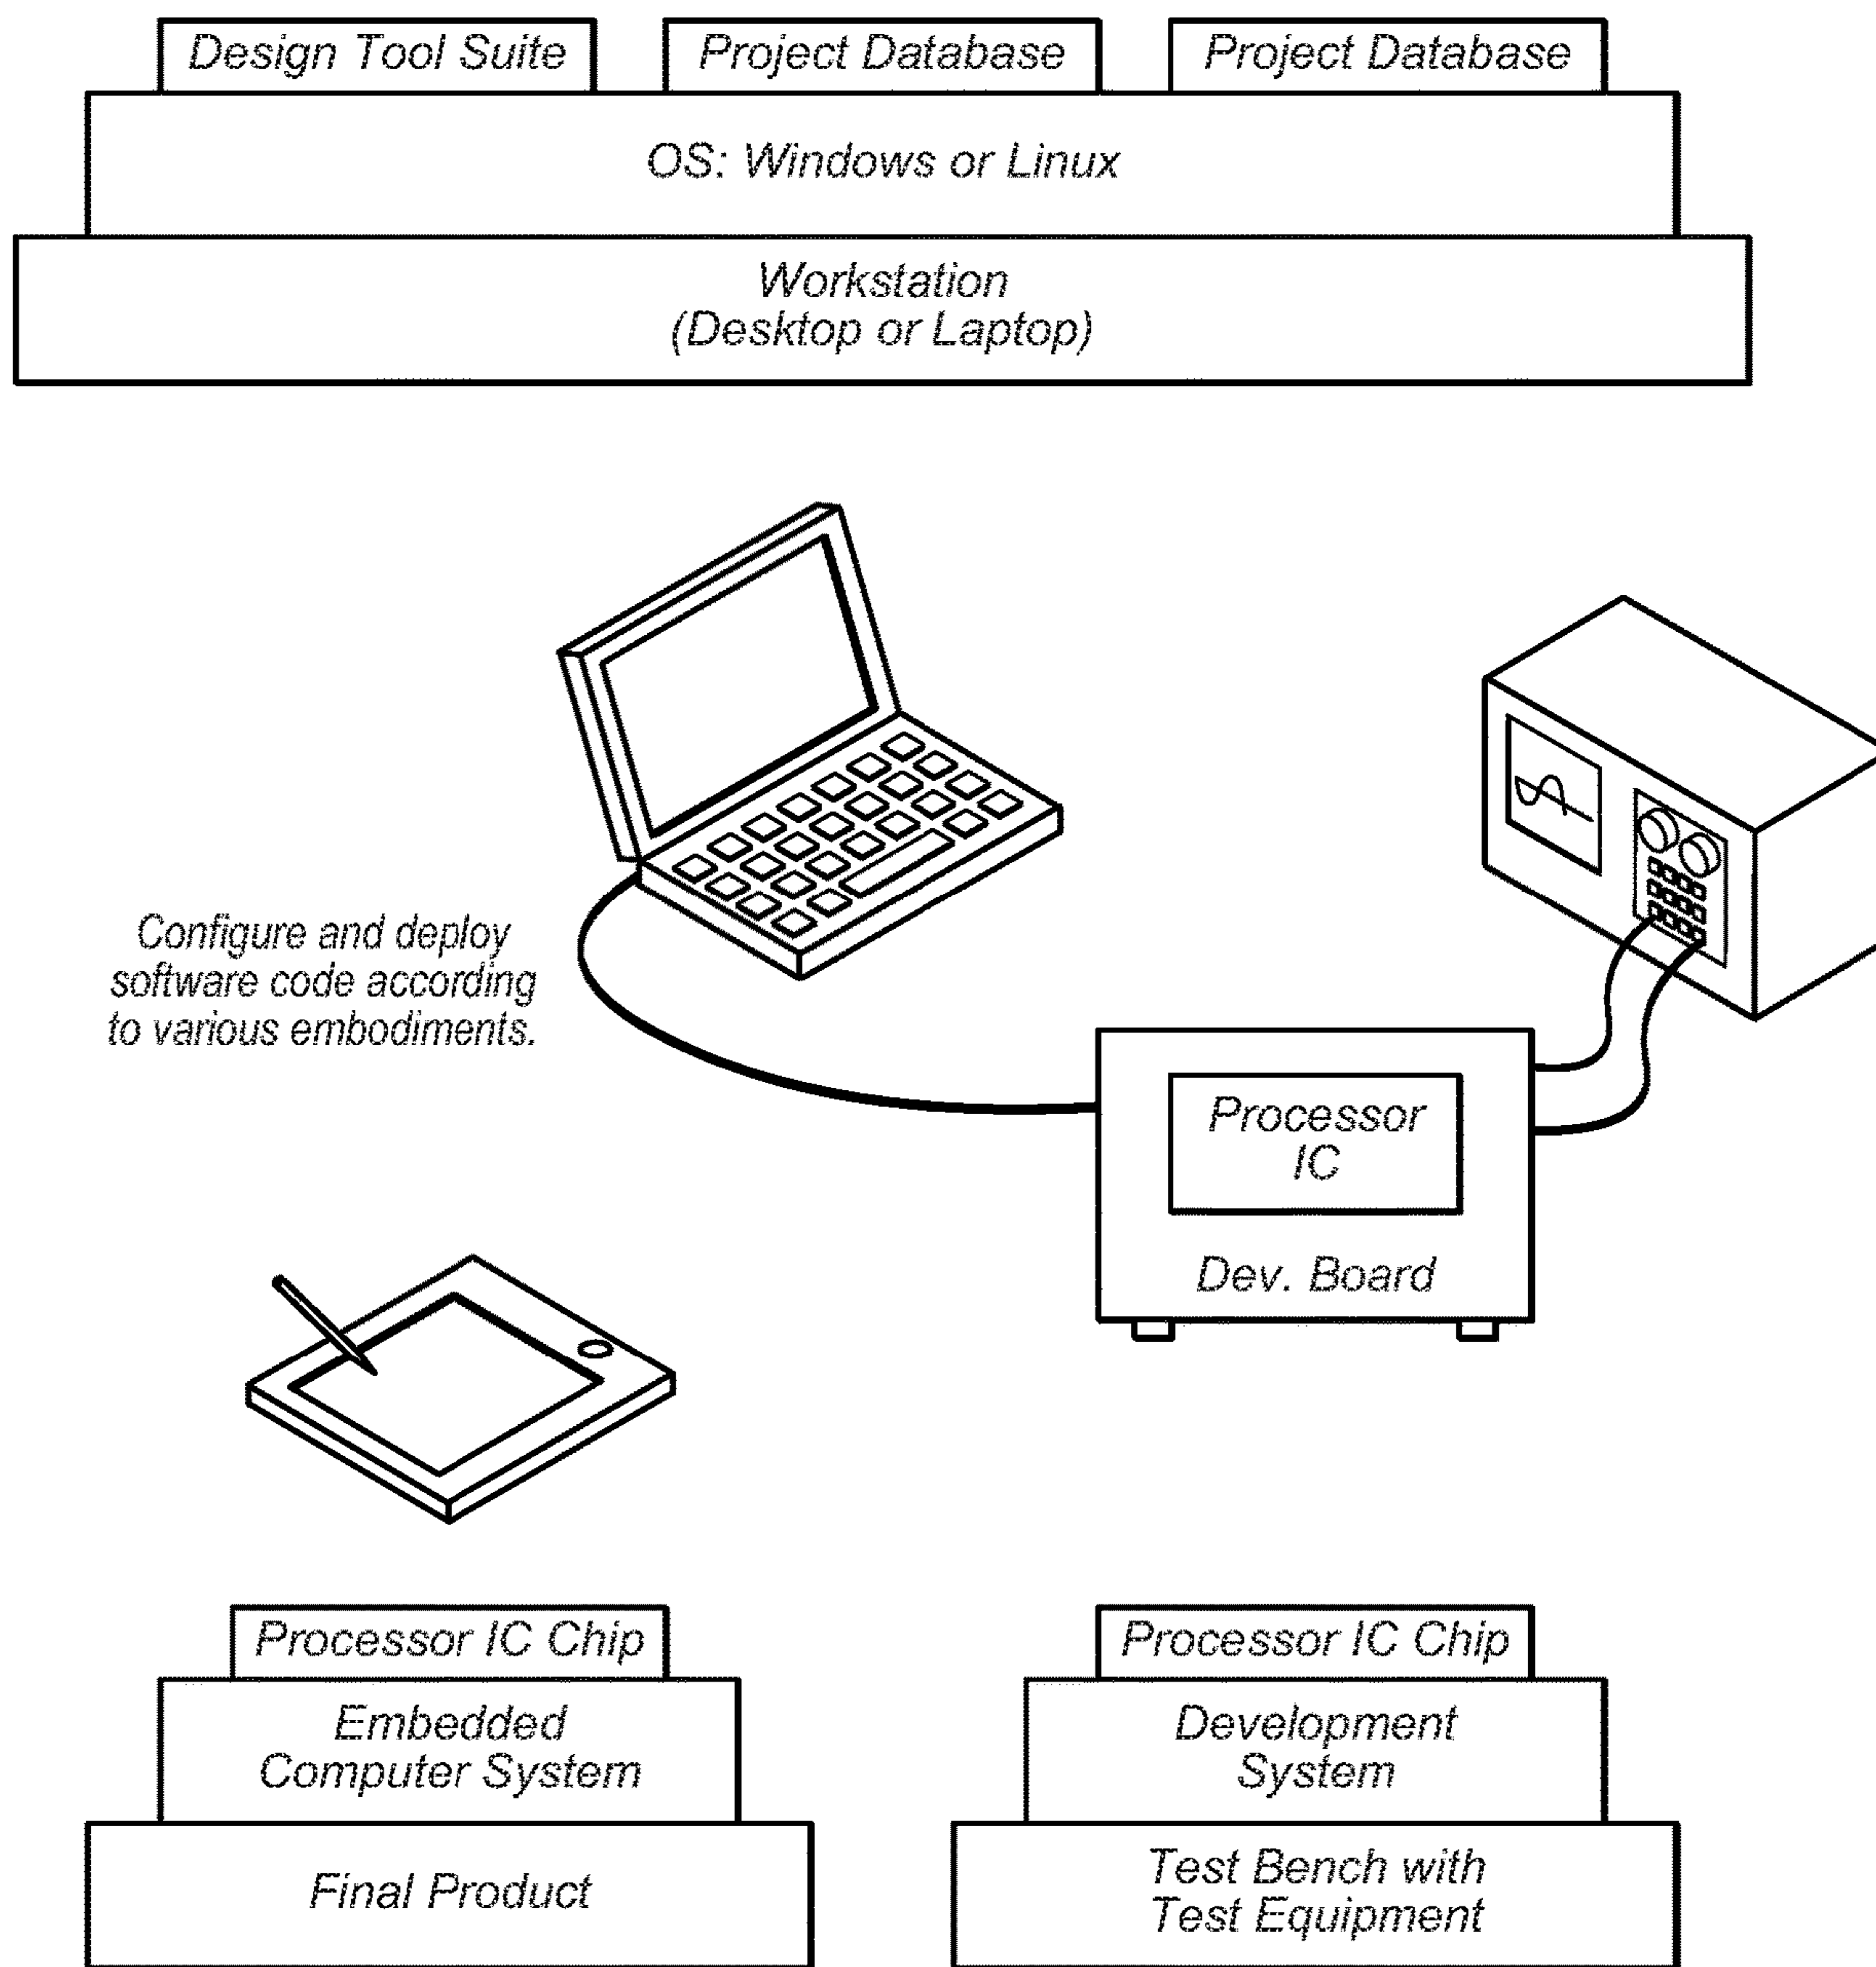 Design Tool Suite
Project Database
Project Database
OS: Windows or Linux
Workstation
(Desktop or Laptop)
Configure and deploy
software code according
to various embodiments.
Processor
IC
Dev. Board
Processor IC Chip
Embedded
Computer System
Final Product
Processor IC Chip
Development
System
Test Bench with
Test Equipment